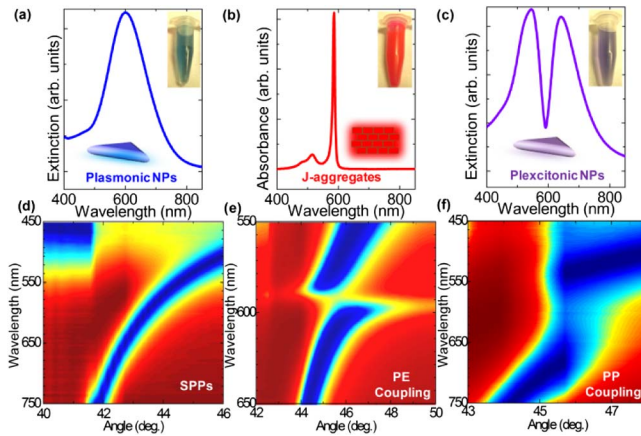 (a)
Extinction (arb. units)
Plasmonic NPs
400 600 800
Wavelength (nm)
(b)
Absorbance (arb. units)
J-aggregates
400 600 800
Wavelength (nm)
(c)
Extinction (arb. units)
Plexcitonic NPs
400 600 800
Wavelength (nm)
(d)
Wavelength (nm)
450
550
650
750
SPPs
40 42 44 46
Angle (deg.)
(e)
Wavelength (nm)
550
600
750
PE
Coupling
42 44 46 48 50
Angle (deg.)
(f)
Wavelength (nm)
450
550
600
650
750
PP
Coupling
43 45 47
Angle (deg.)